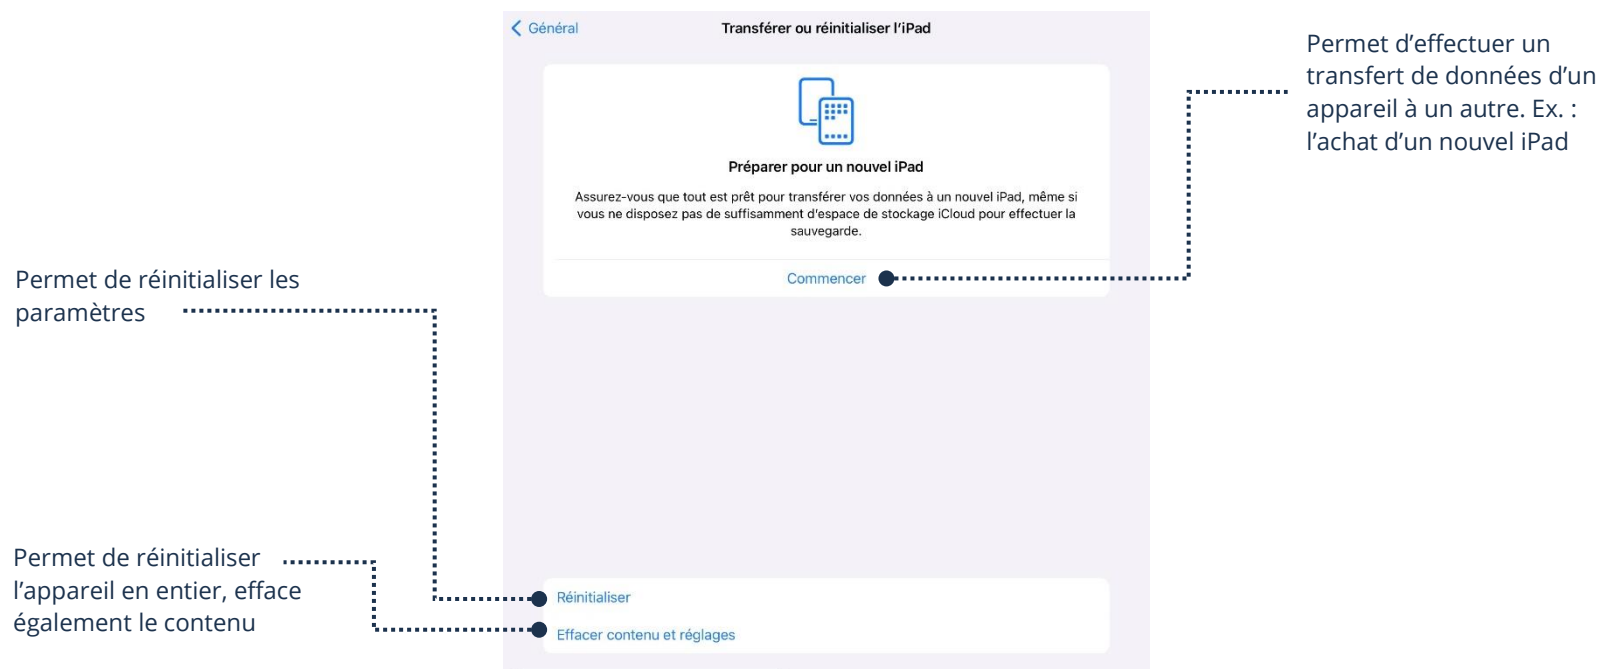 Général
Transférer ou réinitialiser l'iPad
Préparer pour un nouvel iPad
Assurez-vous que tout est prêt pour transférer vos données à un nouvel iPad, même si
vous ne disposez pas de suffisamment d'espace de stockage iCloud pour effectuer la
sauvegarde.
Commencer
Permet d'effectuer un
transfert de données d'un
appareil à un autre. Ex. :
l'achat d'un nouvel iPad
Permet de réinitialiser les
paramètres
Permet de réinitialiser
l'appareil en entier, efface
également le contenu
Réinitialiser
Effacer contenu et réglages